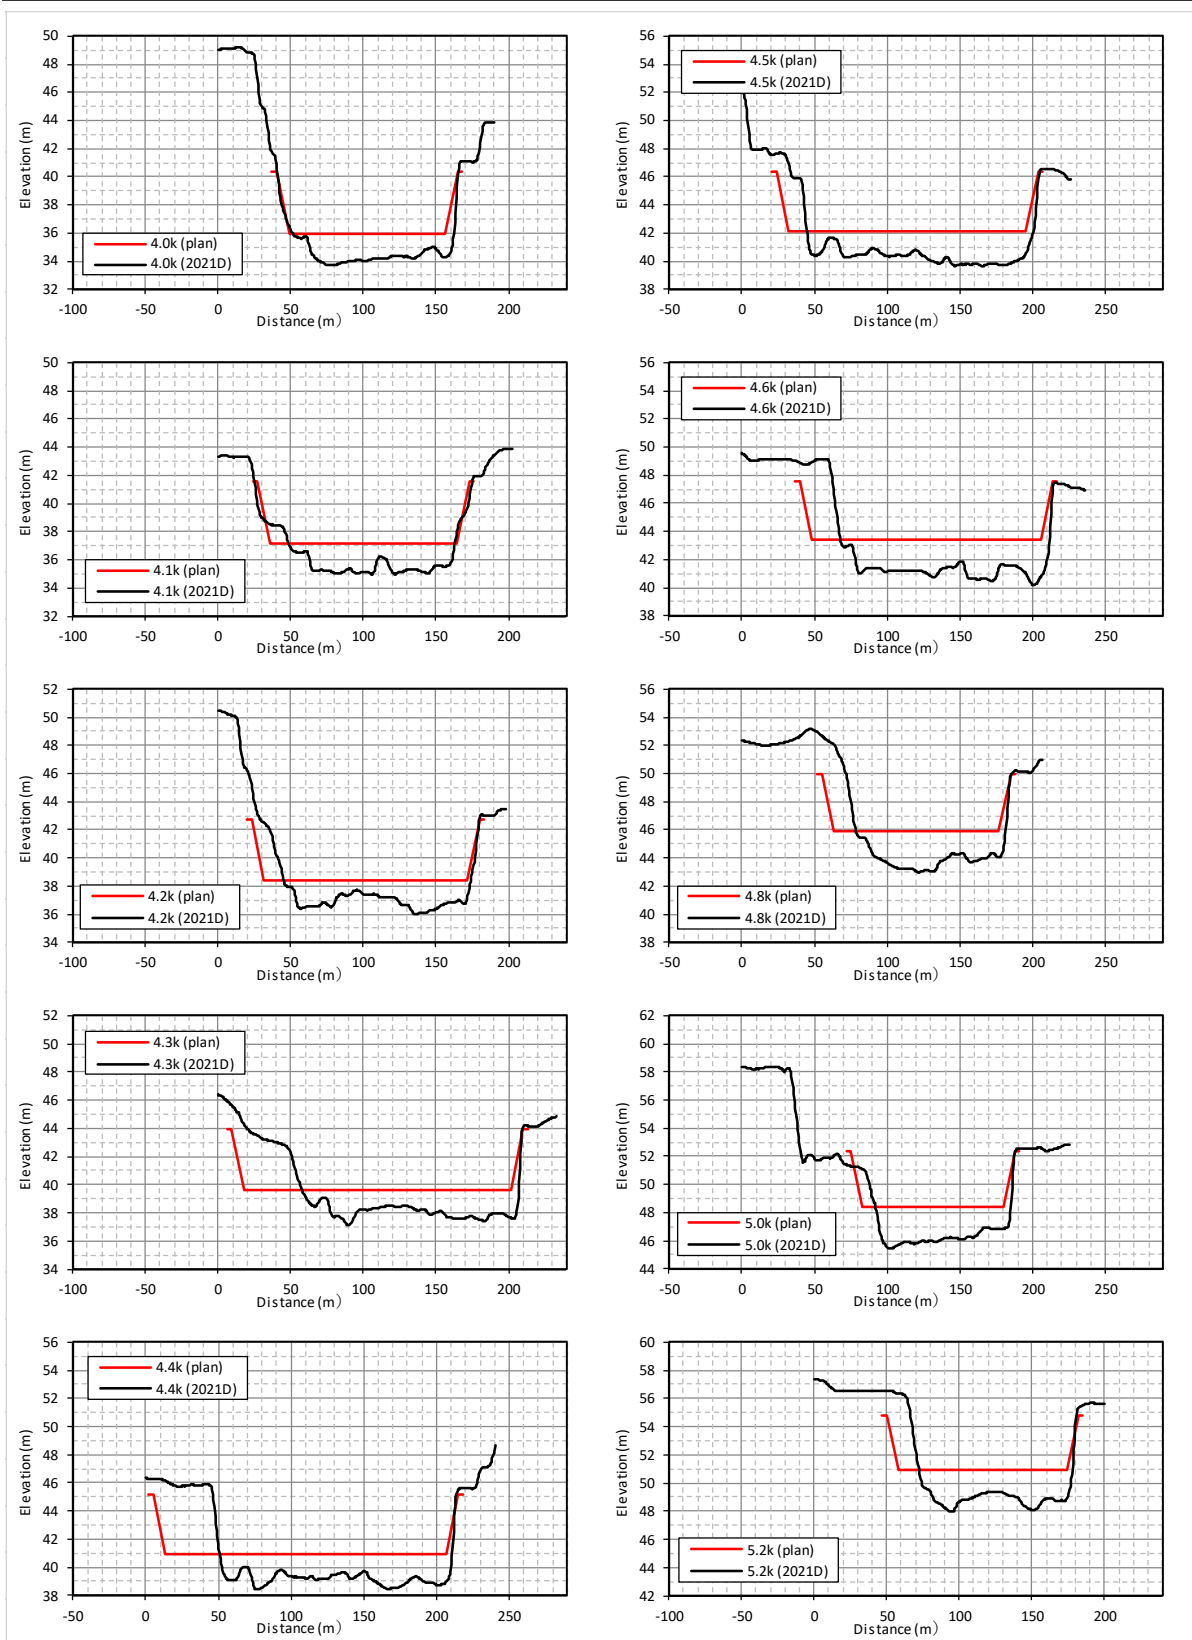 Elevation (m)
50
48
46
44
42
40
38
36
34
32
4.0k (plan)
4.0k (2021D)
-100 -50 0 50 100 150 200
Distance (m)
Elevation (m)
56
54
52
50
48
46
44
42
40
38
4.5k (plan)
4.5k (2021D)
-50 0 50 100 150 200 250
Distance (m)
Elevation (m)
50
48
46
44
42
40
38
36
34
32
4.1k (plan)
4.1k (2021D)
-100 -50 0 50 100 150 200
Distance (m)
Elevation (m)
56
54
52
50
48
46
44
42
40
38
4.6k (plan)
4.6k (2021D)
-50 0 50 100 150 200 250
Distance (m)
Elevation (m)
52
50
48
46
44
42
40
38
36
34
4.2k (plan)
4.2k (2021D)
-100 -50 0 50 100 150 200
Distance (m)
Elevation (m)
56
54
52
50
48
46
44
42
40
38
4.8k (plan)
4.8k (2021D)
-50 0 50 100 150 200 250
Distance (m)
Elevation (m)
52
50
48
46
44
42
40
38
36
34
4.3k (plan)
4.3k (2021D)
-100 -50 0 50 100 150 200
Distance (m)
Elevation (m)
62
60
58
56
54
52
50
48
46
44
5.0k (plan)
5.0k (2021D)
-50 0 50 100 150 200 250
Distance (m)
Elevation (m)
56
54
52
50
48
46
44
42
40
38
4.4k (plan)
4.4k (2021D)
-50 0 50 100 150 200 250
Distance (m)
Elevation (m)
60
58
56
54
52
50
48
46
44
42
5.2k (plan)
5.2k (2021D)
-100 -50 0 50 100 150 200
Distance (m)